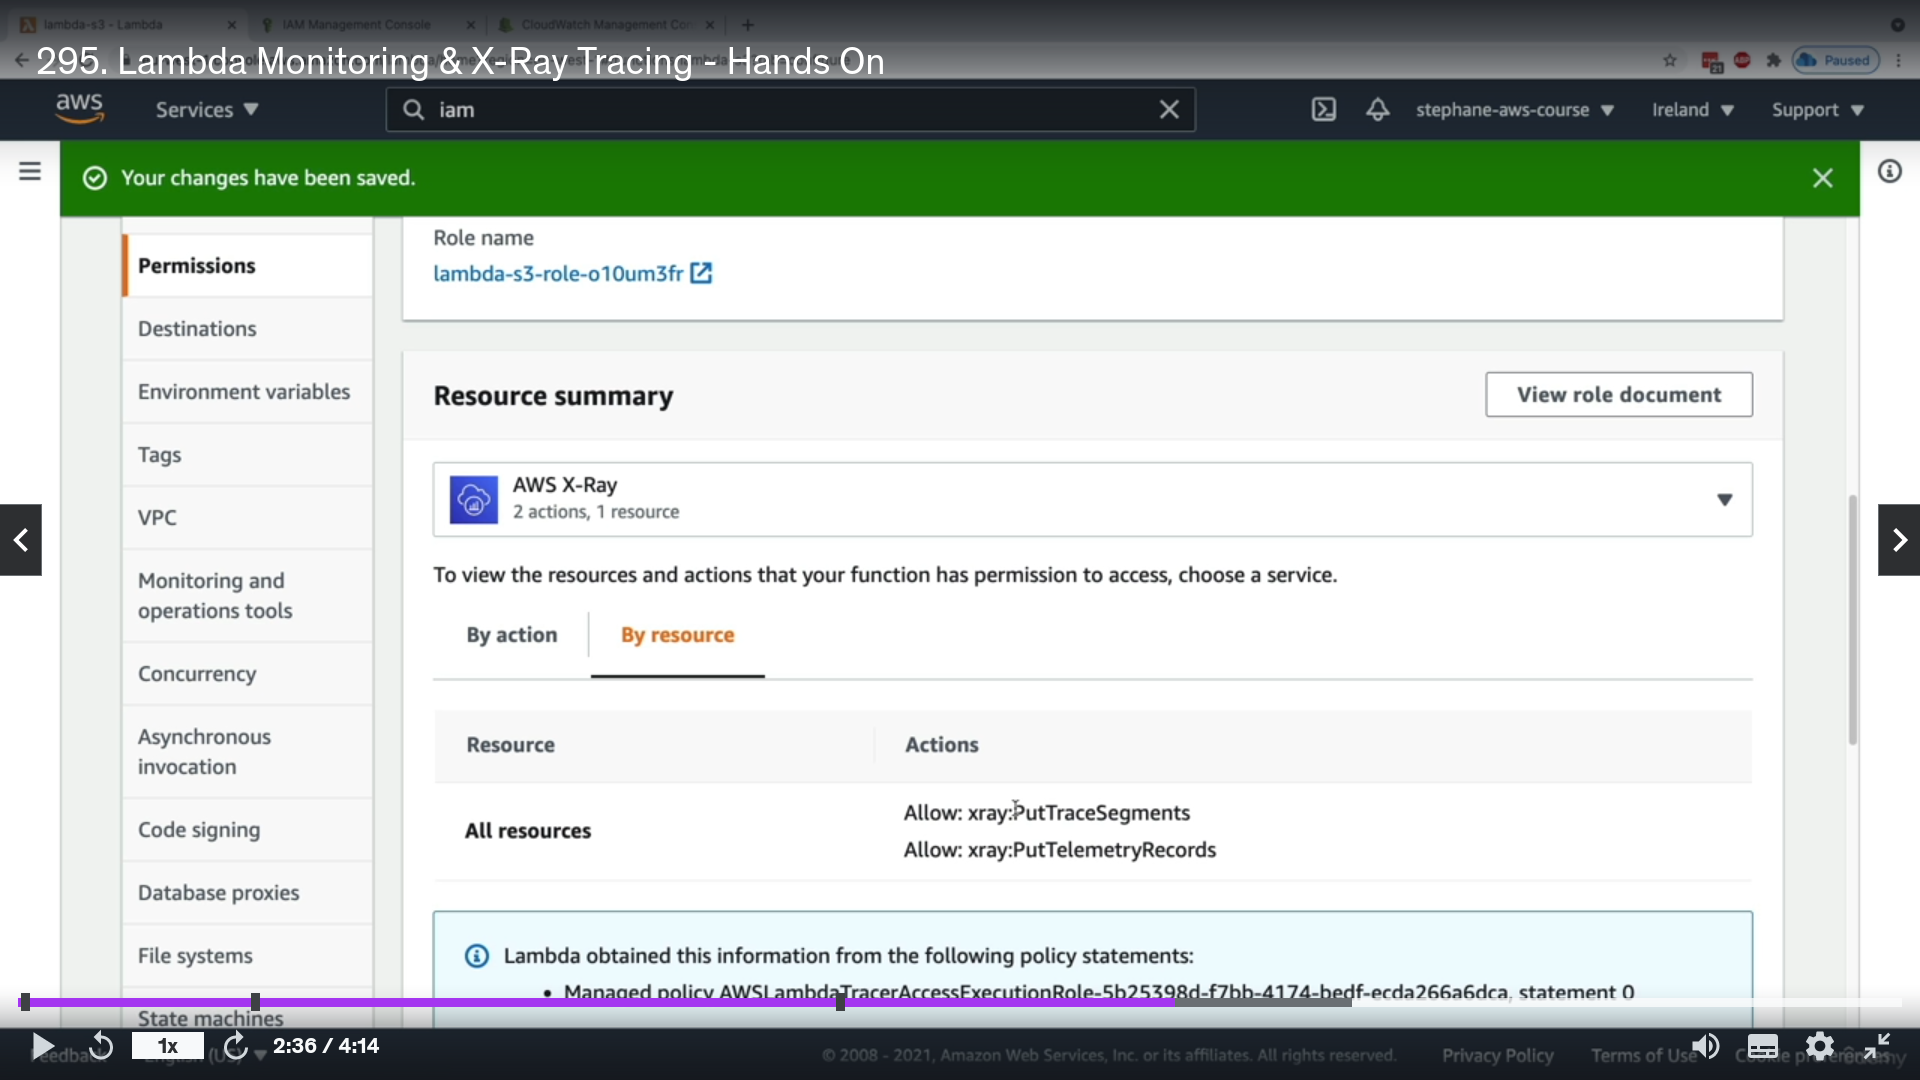 lambda-s3 - Lambda
IAM Management Console
CloudWatch Management Con
295. Lambda Monitoring & X-Ray Tracing - Hands On
Paused
21
aws
Services
iam
stephane-aws-course
Ireland
Support
Your changes have been saved.
Permissions
Destinations
Environment variables
Tags
VPC
Monitoring and
operations tools
Concurrency
Asynchronous
invocation
Code signing
Database proxies
File systems
State machines
Role name
lambda-s3-role-o10um3fr
Resource summary
View role document
AWS X-Ray
2 actions, 1 resource
To view the resources and actions that your function has permission to access, choose a service.
By action
By resource
Resource
Actions
All resources
Allow: xray:PutTraceSegments
Allow: xray:PutTelemetryRecords
Lambda obtained this information from the following policy statements:
• Managed policy AWSLambdaTracerAccessExecutionRole-5b25398d-f7bb-4174-bedf-ecda266a6dca, statement 0
1x
2:36 / 4:14
Feedback
English (US)
© 2008 - 2021, Amazon Web Services, Inc. or its affiliates. All rights reserved.
Privacy Policy
Terms of Use
Cookie preferences